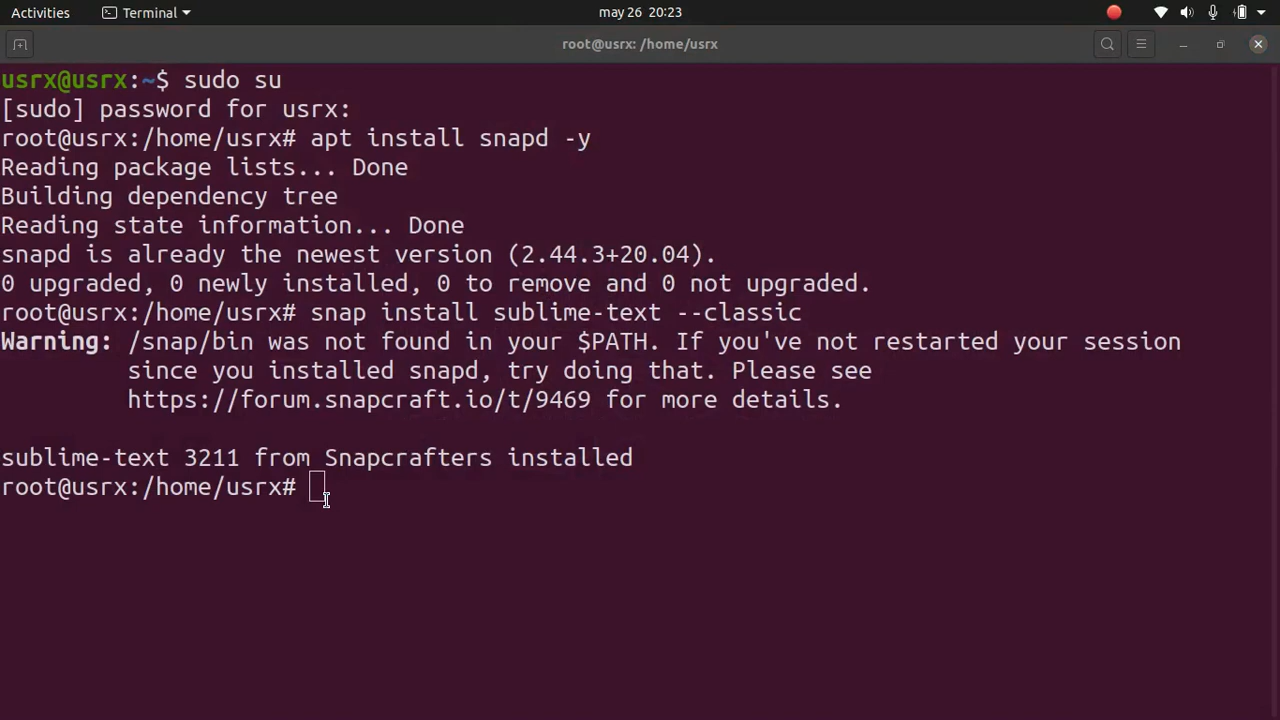 Activities
Terminal
may 26 20:23
root@usrx: /home/usrx
usrx@usrx:~$ sudo su
[sudo] password for usrx:
root@usrx:/home/usrx# apt install snapd -y
Reading package lists... Done
Building dependency tree
Reading state information... Done
snapd is already the newest version (2.44.3+20.04).
0 upgraded, 0 newly installed, 0 to remove and 0 not upgraded.
root@usrx:/home/usrx# snap install sublime-text --classic
Warning: /snap/bin was not found in your $PATH. If you've not restarted your session
since you installed snapd, try doing that. Please see
https://forum.snapcraft.io/t/9469 for more details.
sublime-text 3211 from Snapcrafters installed
root@usrx:/home/usrx#